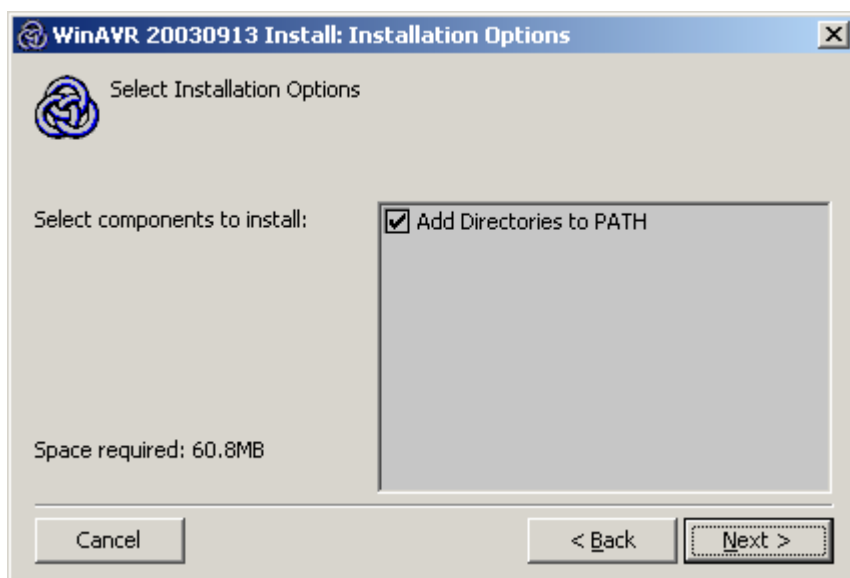 WinAVR 20030913 Install: Installation Options
Select Installation Options
Select components to install:
Add Directories to PATH
Space required: 60.8MB
Cancel
< Back
Next >